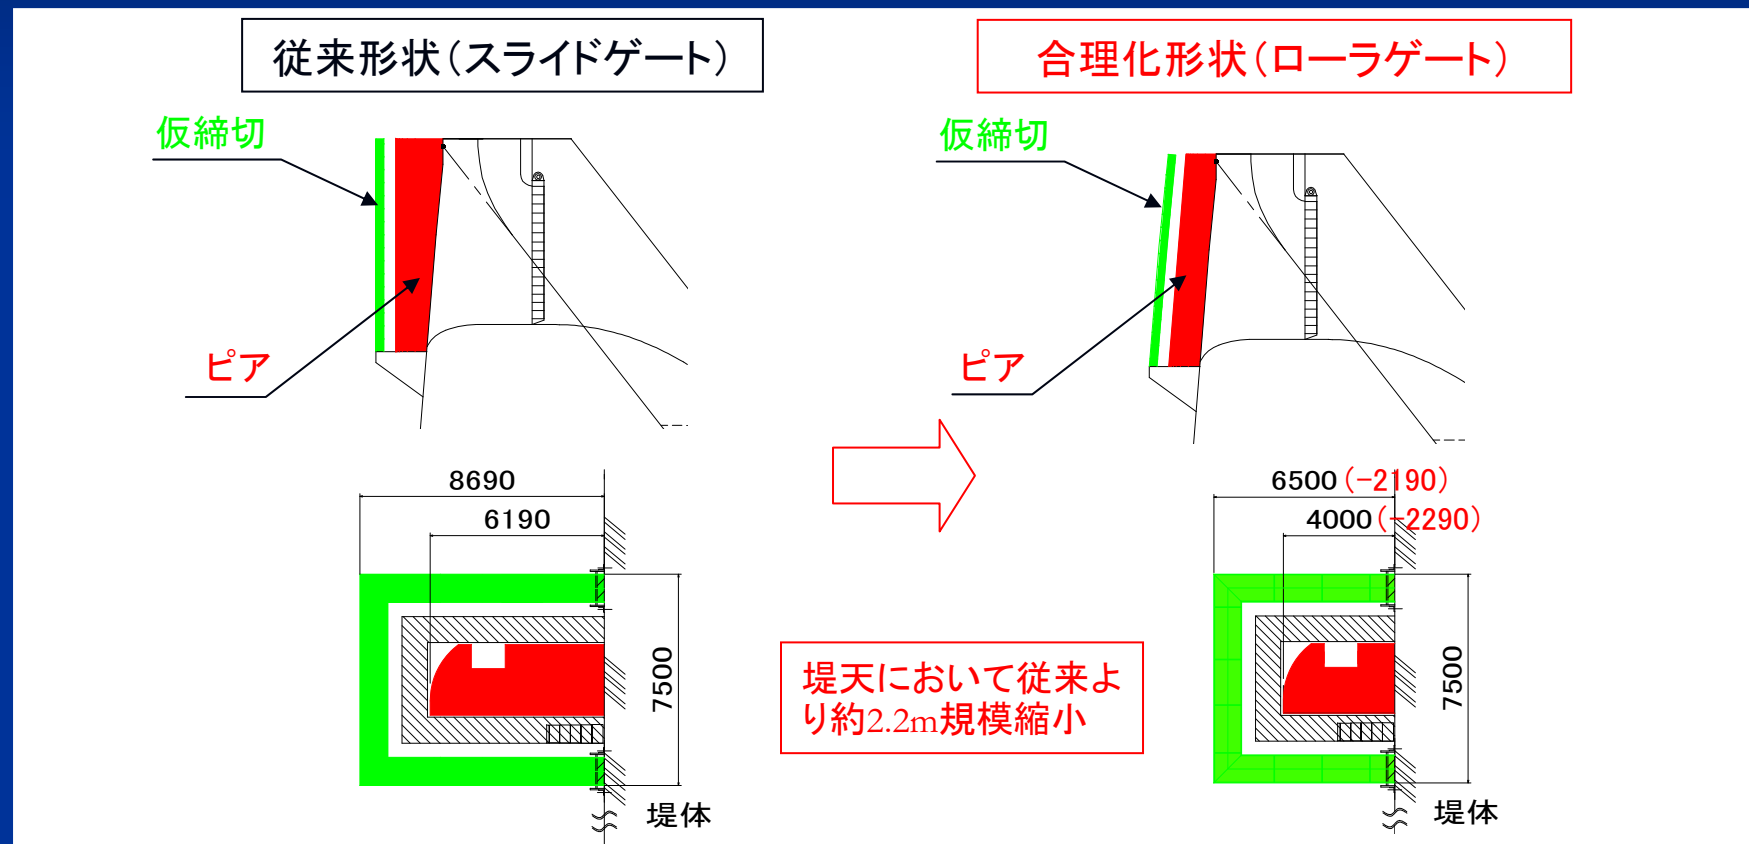 従来形状(スライドゲート)
合理化形状(ローラゲート)
仮締切
仮締切
ピア
ピア
8690
6190
7500
堤体
6500(-2190)
4000(-2290)
7500
堤体
堤天において従来よ
り約2.2m規模縮小